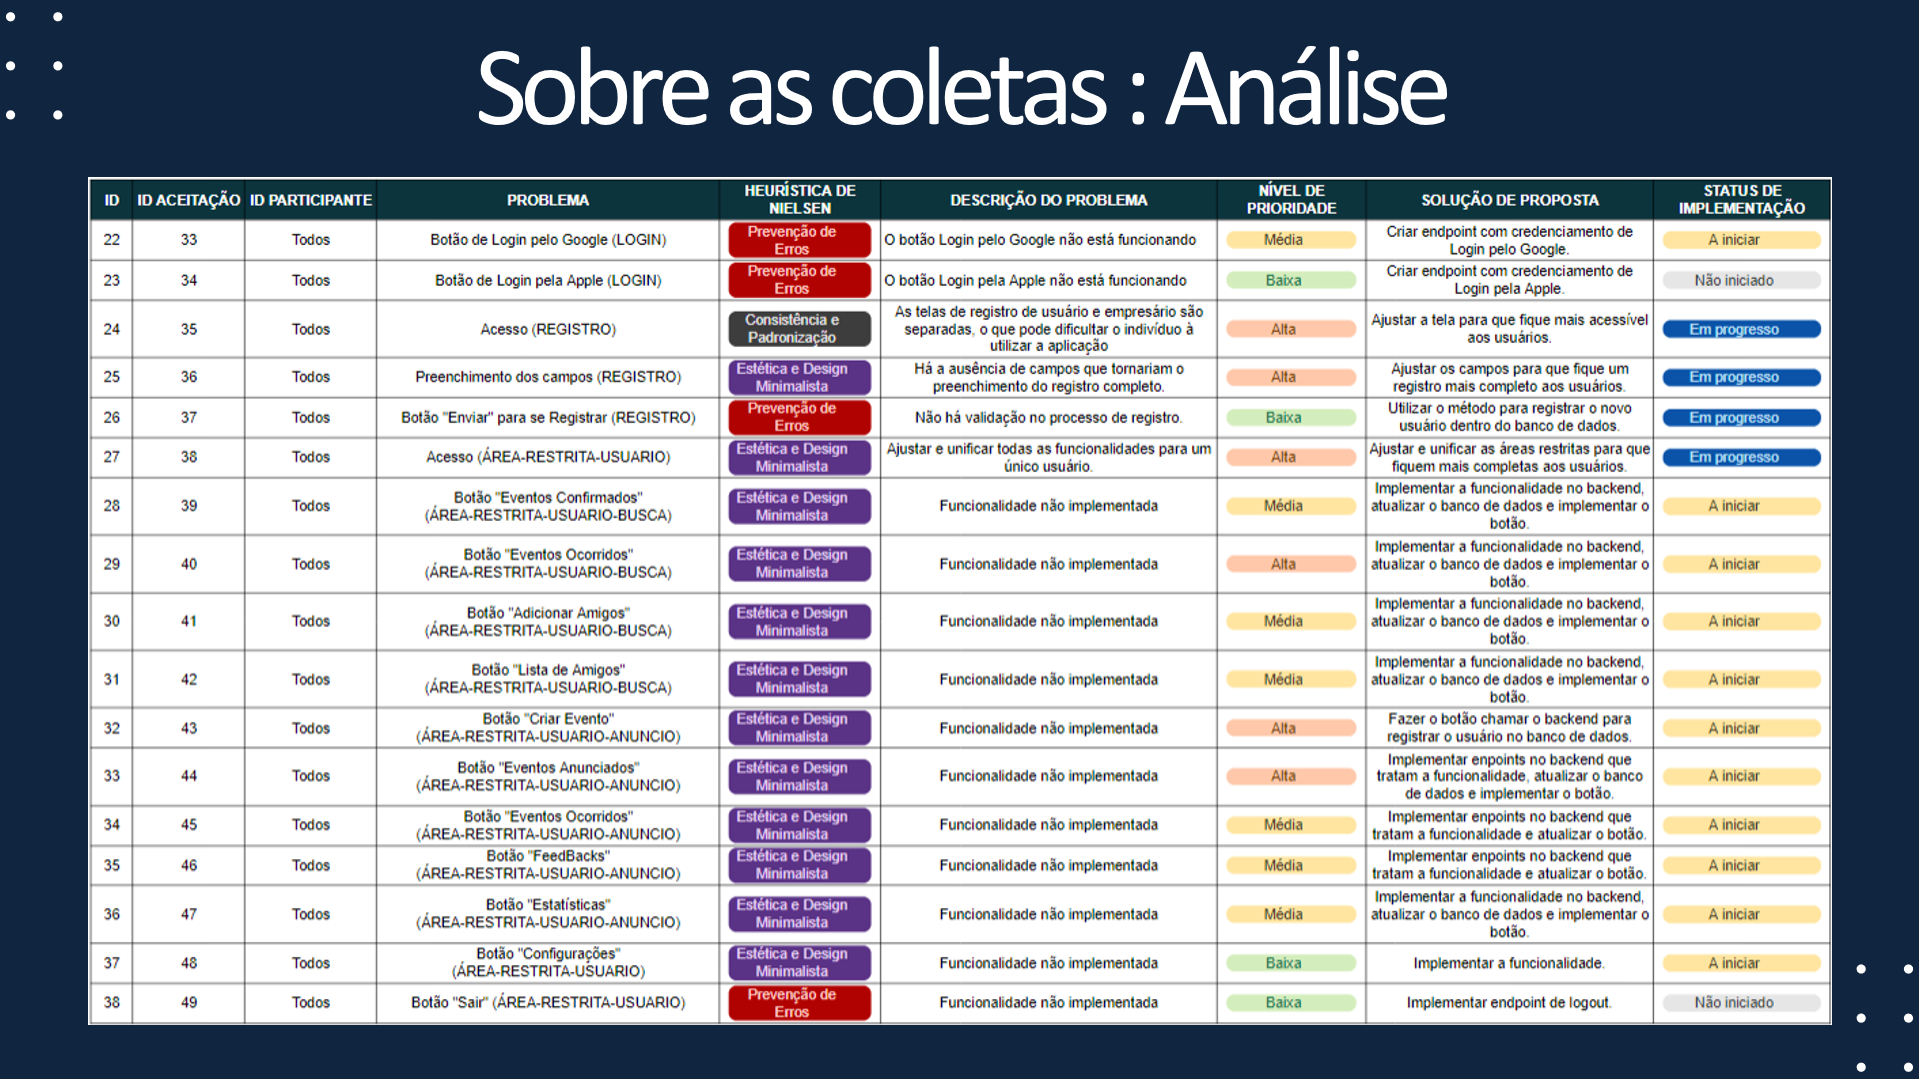 Sobre as coletas : Análise
ID ID ACEITAÇÃO ID PARTICIPANTE PROBLEMA HEURÍSTICA DE NIELSEN DESCRIÇÃO DO PROBLEMA NÍVEL DE PRIORIDADE SOLUÇÃO DE PROPOSTA STATUS DE IMPLEMENTAÇÃO
22 33 Todos Botão de Login pelo Google (LOGIN) Prevenção de Erros O botão Login pelo Google não está funcionando Média Criar endpoint com credenciamento de Login pelo Google. A iniciar
23 34 Todos Botão de Login pela Apple (LOGIN) Prevenção de Erros O botão Login pela Apple não está funcionando Baixa Criar endpoint com credenciamento de Login pela Apple. Não iniciado
24 35 Todos Acesso (REGISTRO) Consistência e Padronização As telas de registro de usuário e empresário são separadas, o que pode dificultar o indivíduo à utilizar a aplicação Alta Ajustar a tela para que fique mais acessível aos usuários. Em progresso
25 36 Todos Preenchimento dos campos (REGISTRO) Estética e Design Minimalista Há a ausência de campos que tornariam o preenchimento do registro completo. Alta Ajustar os campos para que fique um registro mais completo aos usuários. Em progresso
26 37 Todos Botão "Enviar" para se Registrar (REGISTRO) Prevenção de Erros Não há validação no processo de registro. Baixa Utilizar o método para registrar o novo usuário dentro do banco de dados. Em progresso
27 38 Todos Acesso (ÁREA-RESTRITA-USUARIO) Estética e Design Minimalista Ajustar e unificar todas as funcionalidades para um único usuário. Alta Ajustar e unificar as áreas restritas para que fiquem mais completas aos usuários. Em progresso
28 39 Todos Botão "Eventos Confirmados" (ÁREA-RESTRITA-USUARIO-BUSCA) Estética e Design Minimalista Funcionalidade não implementada Média Implementar a funcionalidade no backend, atualizar o banco de dados e implementar o botão. A iniciar
29 40 Todos Botão "Eventos Ocorridos" (ÁREA-RESTRITA-USUARIO-BUSCA) Estética e Design Minimalista Funcionalidade não implementada Alta Implementar a funcionalidade no backend, atualizar o banco de dados e implementar o botão. A iniciar
30 41 Todos Botão "Adicionar Amigos" (ÁREA-RESTRITA-USUARIO-BUSCA) Estética e Design Minimalista Funcionalidade não implementada Média Implementar a funcionalidade no backend, atualizar o banco de dados e implementar o botão. A iniciar
31 42 Todos Botão "Lista de Amigos" (ÁREA-RESTRITA-USUARIO-BUSCA) Estética e Design Minimalista Funcionalidade não implementada Média Implementar a funcionalidade no backend, atualizar o banco de dados e implementar o botão. A iniciar
32 43 Todos Botão "Criar Evento" (ÁREA-RESTRITA-USUARIO-ANUNCIO) Estética e Design Minimalista Funcionalidade não implementada Alta Fazer o botão chamar o backend para registrar o usuário no banco de dados. A iniciar
33 44 Todos Botão "Eventos Anunciados" (ÁREA-RESTRITA-USUARIO-ANUNCIO) Estética e Design Minimalista Funcionalidade não implementada Alta Implementar enpoints no backend que tratam a funcionalidade, atualizar o banco de dados e implementar o botão. A iniciar
34 45 Todos Botão "Eventos Ocorridos" (ÁREA-RESTRITA-USUARIO-ANUNCIO) Estética e Design Minimalista Funcionalidade não implementada Média Implementar enpoints no backend que tratam a funcionalidade e atualizar o botão. A iniciar
35 46 Todos Botão "FeedBacks" (ÁREA-RESTRITA-USUARIO-ANUNCIO) Estética e Design Minimalista Funcionalidade não implementada Média Implementar enpoints no backend que tratam a funcionalidade e atualizar o botão. A iniciar
36 47 Todos Botão "Estatísticas" (ÁREA-RESTRITA-USUARIO-ANUNCIO) Estética e Design Minimalista Funcionalidade não implementada Média Implementar a funcionalidade no backend, atualizar o banco de dados e implementar o botão. A iniciar
37 48 Todos Botão "Configurações" (ÁREA-RESTRITA-USUARIO) Estética e Design Minimalista Funcionalidade não implementada Baixa Implementar a funcionalidade. A iniciar
38 49 Todos Botão "Sair" (ÁREA-RESTRITA-USUARIO) Prevenção de Erros Funcionalidade não implementada Baixa Implementar endpoint de logout. Não iniciado